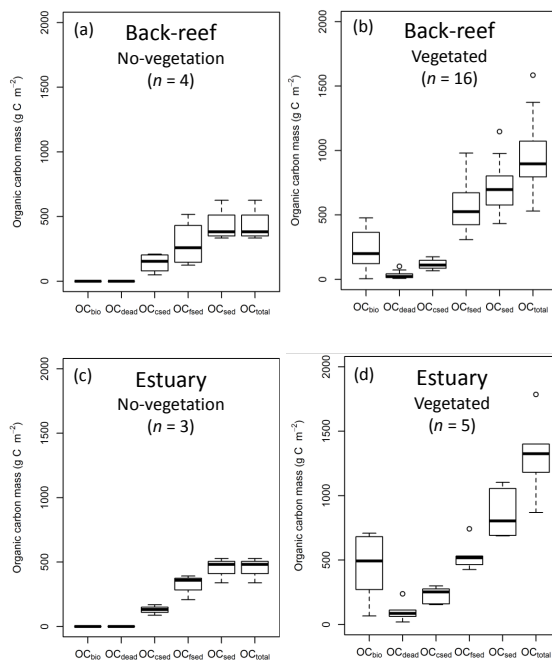 (a)
Back-reef
No-vegetation
(n = 4)
Organic carbon mass (g C m⁻²)
2000
1500
1000
500
0
OCbio OCdead OCcsed OCfsed OCsed OCtotal
(b)
Back-reef
Vegetated
(n = 16)
Organic carbon mass (g C m⁻²)
2000
1500
1000
500
0
OCbio OCdead OCcsed OCfsed OCsed OCtotal
(c)
Estuary
No-vegetation
(n = 3)
Organic carbon mass (g C m⁻²)
2000
1500
1000
500
0
OCbio OCdead OCcsed OCfsed OCsed OCtotal
(d)
Estuary
Vegetated
(n = 5)
Organic carbon mass (g C m⁻²)
2000
1500
1000
500
0
OCbio OCdead OCcsed OCfsed OCsed OCtotal